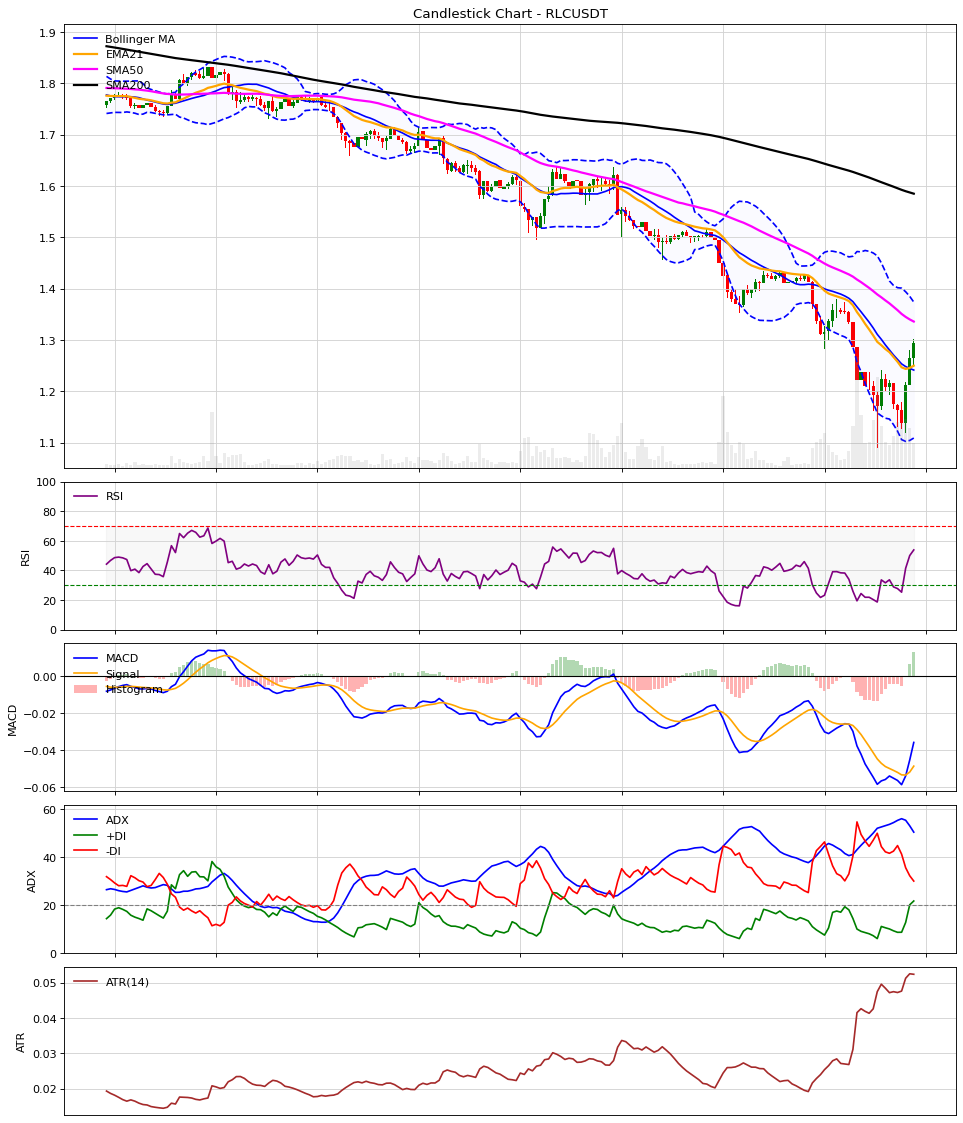 Candlestick Chart - RLCUSDT
Bollinger MA
EMA21
SMA50
SMA200
1.9
1.8
1.7
1.6
1.5
1.4
1.3
1.2
1.1
RSI
RSI
100
80
60
40
20
0
MACD
Signal
Histogram
MACD
0.00
−0.02
−0.04
−0.06
ADX
+DI
-DI
ADX
60
40
20
0
ATR(14)
ATR
0.05
0.04
0.03
0.02